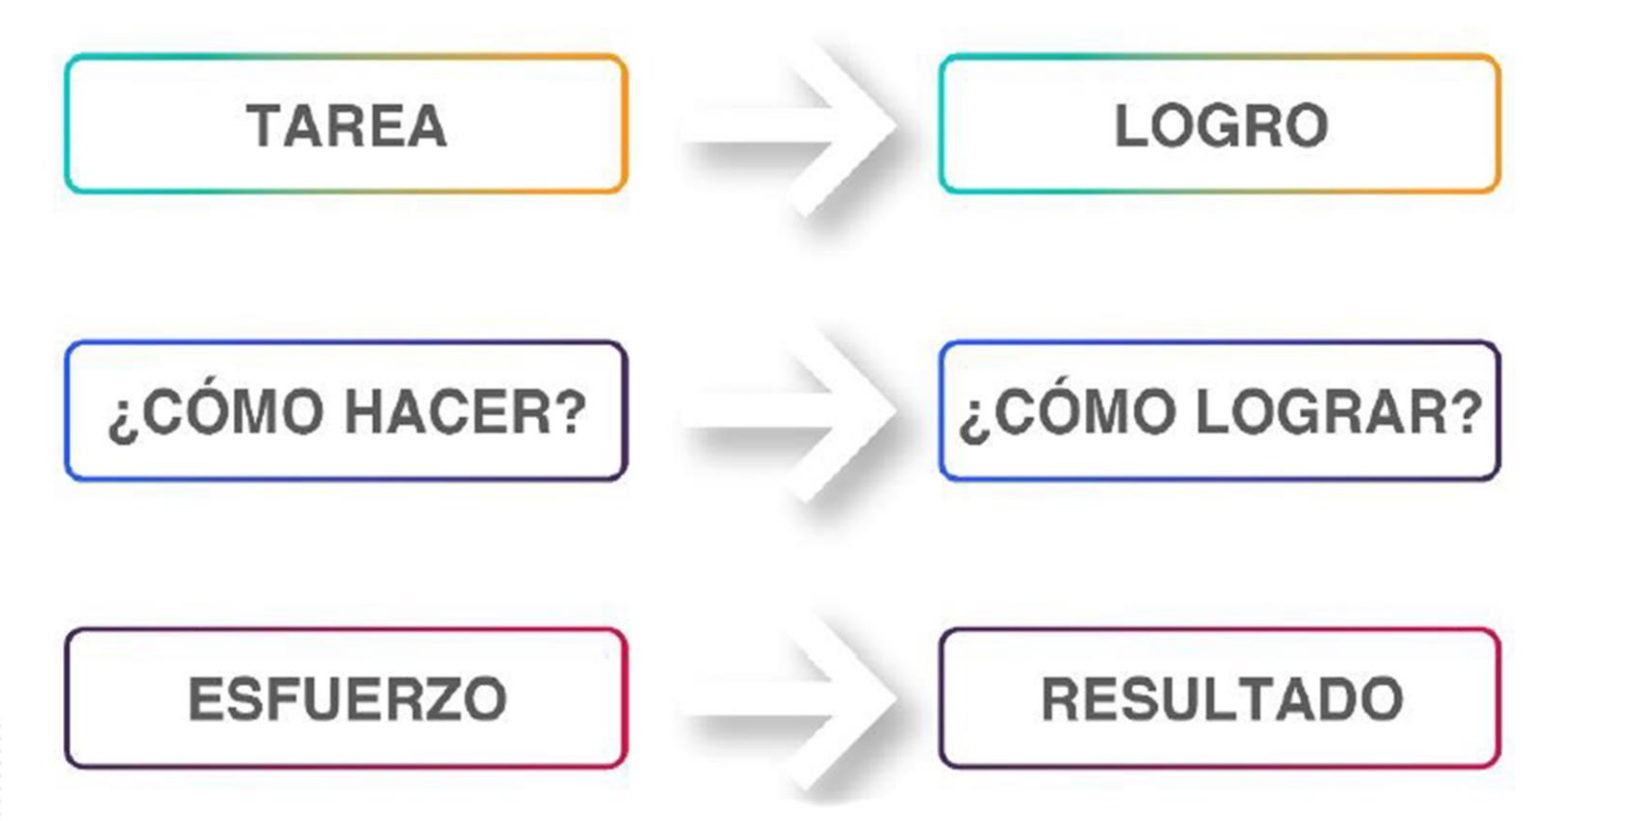 TAREA
LOGRO
¿CÓMO HACER?
¿CÓMO LOGRAR?
ESFUERZO
RESULTADO